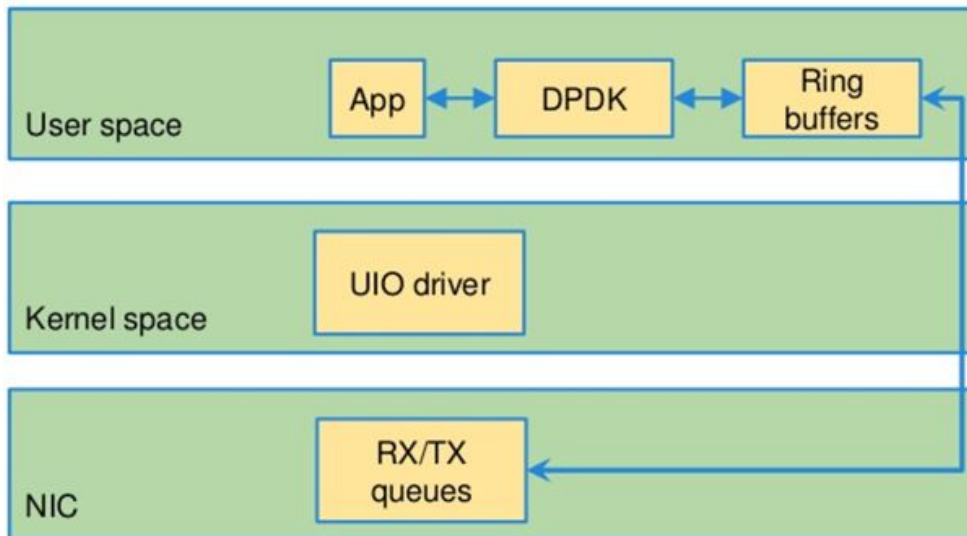 User space
App
DPDK
Ring
buffers
Kernel space
UIO driver
NIC
RX/TX
queues